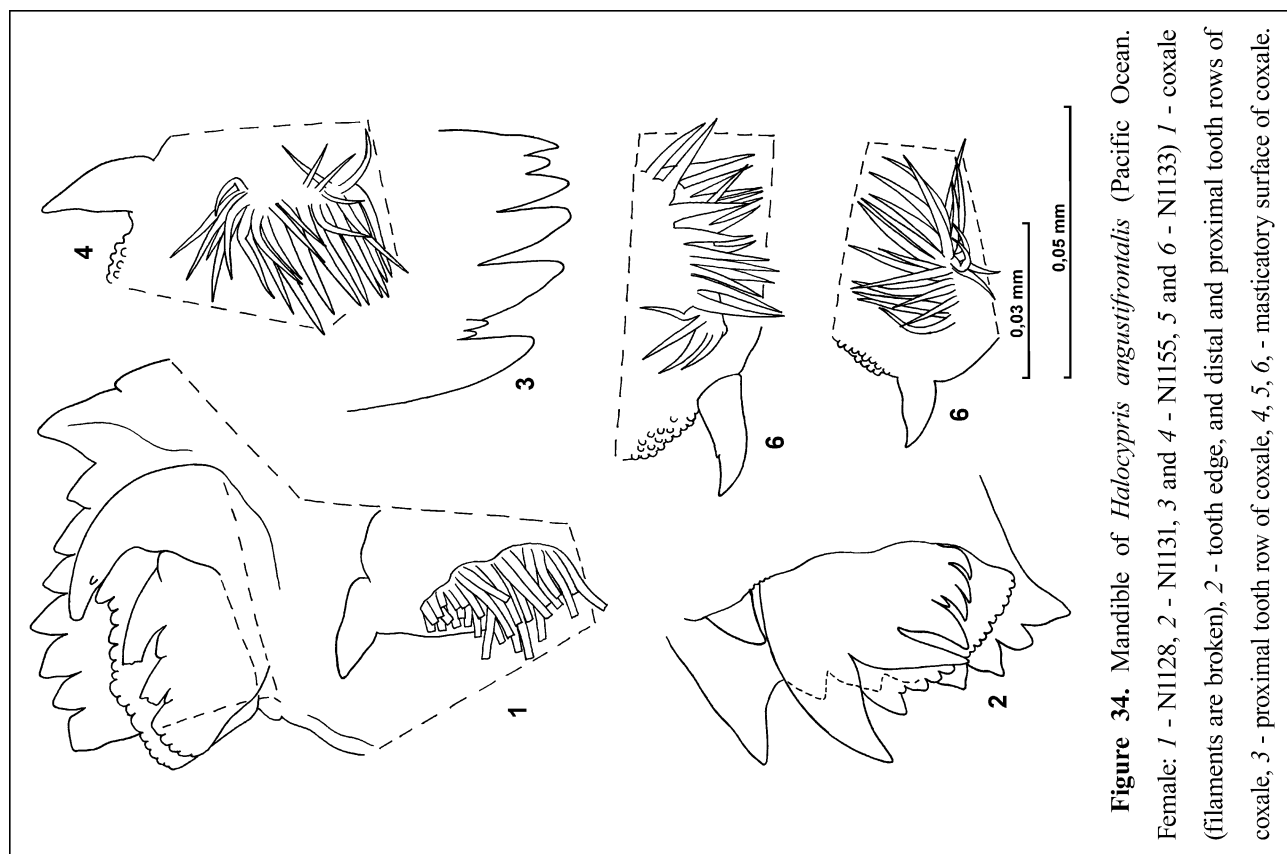 4
3
1
6
6
2
0,03 mm
0,05 mm
Figure 34. Mandible of Halocypris angustifrontalis (Pacific Ocean.
Female: 1 - N1128, 2 - N1131, 3 and 4 - N1155, 5 and 6 - N1133) 1 - coxale
(filaments are broken), 2 - tooth edge, and distal and proximal tooth rows of
coxale, 3 - proximal tooth row of coxale, 4, 5, 6, - masticatory surface of coxale.